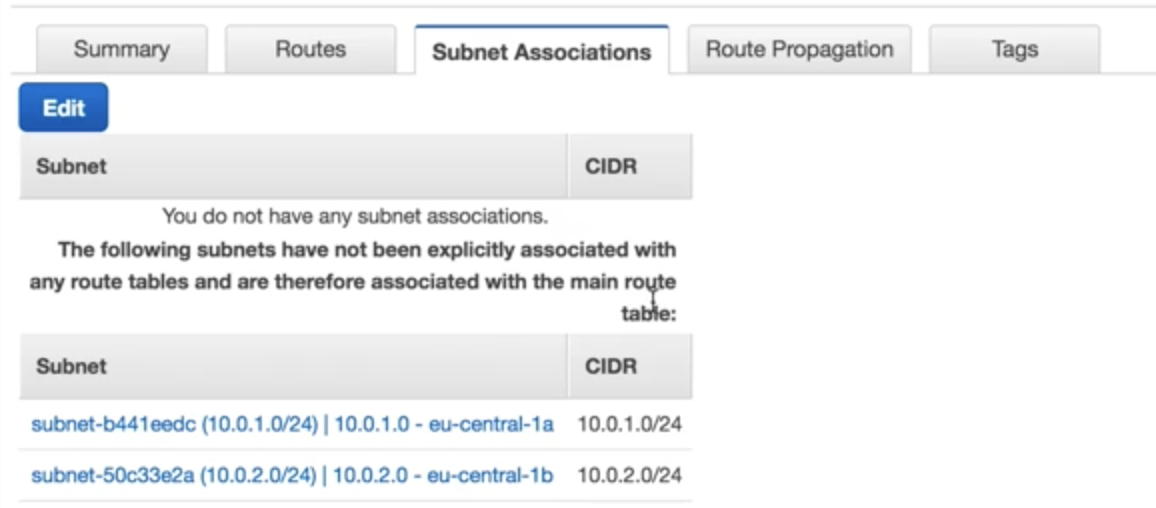 Summary Routes Subnet Associations Route Propagation Tags
Edit
Subnet CIDR
You do not have any subnet associations.
The following subnets have not been explicitly associated with
any route tables and are therefore associated with the main route
table:
Subnet CIDR
subnet-b441eedc (10.0.1.0/24) | 10.0.1.0 - eu-central-1a 10.0.1.0/24
subnet-50c33e2a (10.0.2.0/24) | 10.0.2.0 - eu-central-1b 10.0.2.0/24